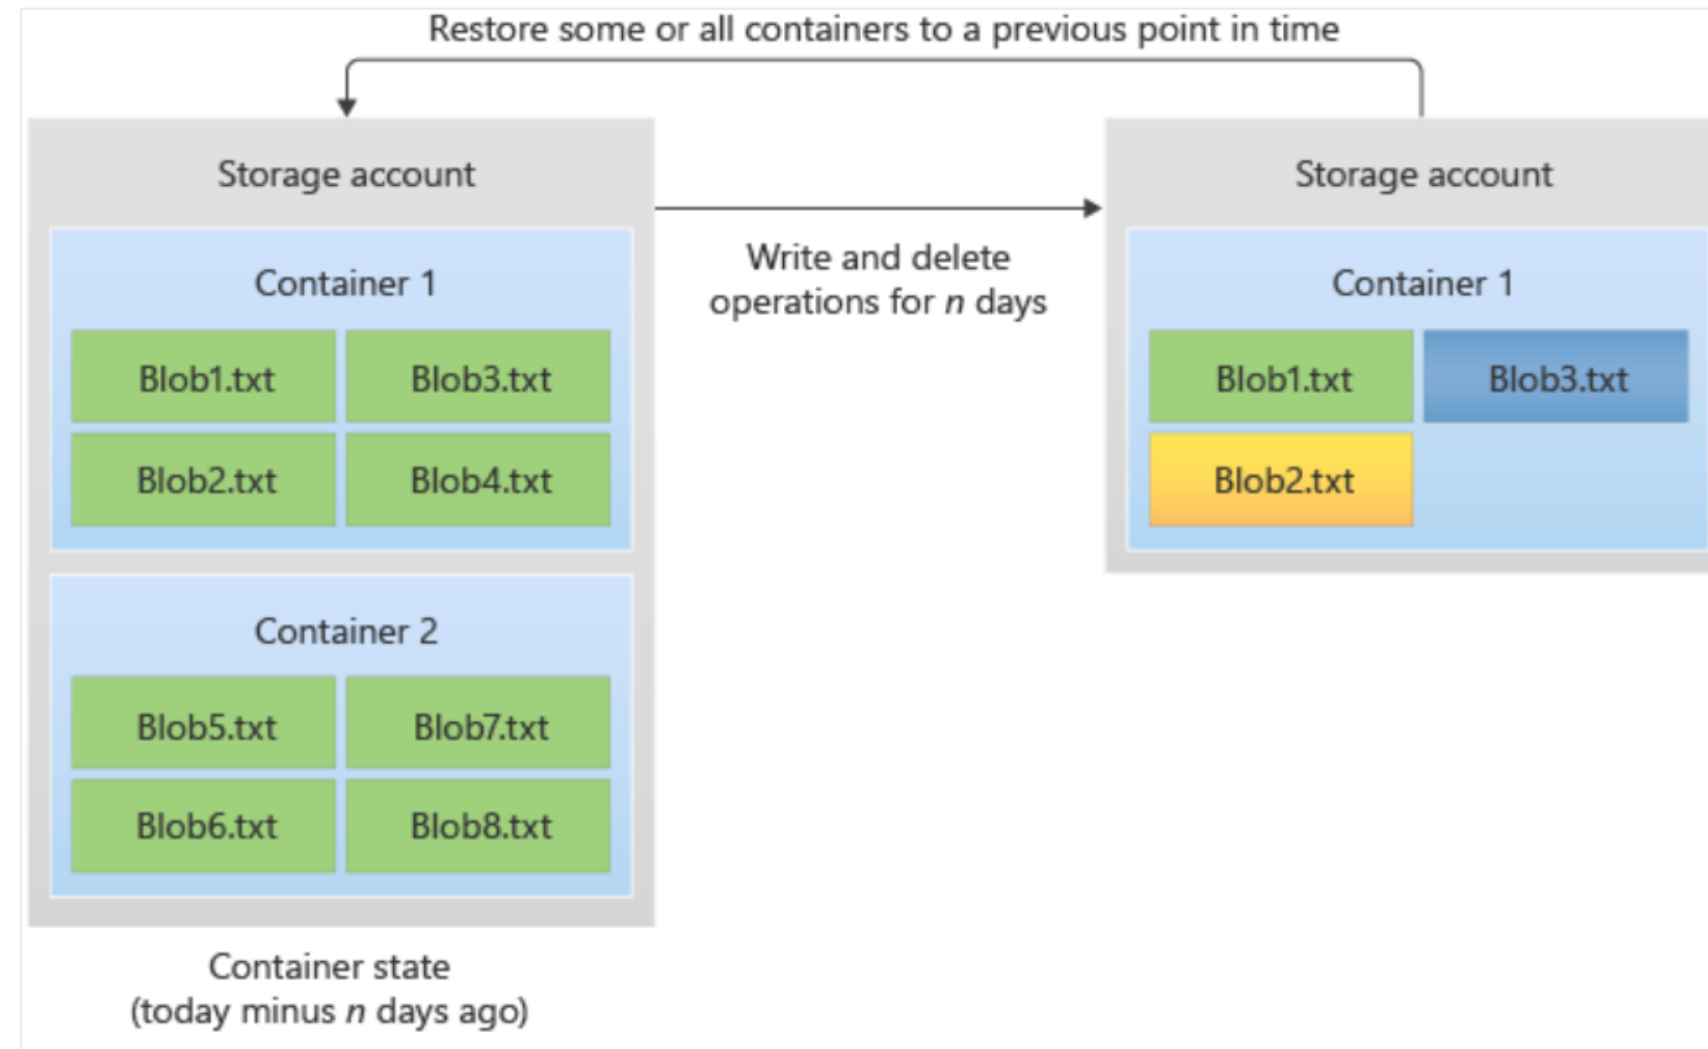 Restore some or all containers to a previous point in time
Storage account
Container 1
Blob1.txt
Blob3.txt
Blob2.txt
Blob4.txt
Container 2
Blob5.txt
Blob7.txt
Blob6.txt
Blob8.txt
Container state
(today minus n days ago)
Write and delete
operations for n days
Storage account
Container 1
Blob1.txt
Blob3.txt
Blob2.txt